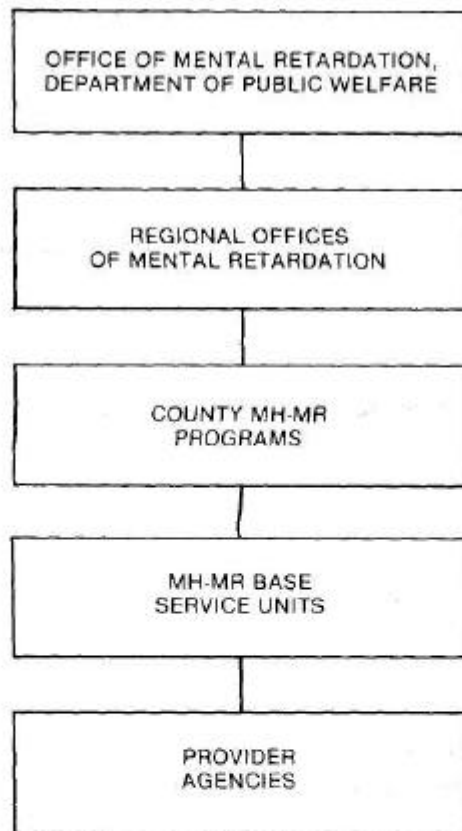 OFFICE OF MENTAL RETARDATION,
DEPARTMENT OF PUBLIC WELFARE
REGIONAL OFFICES
OF MENTAL RETARDATION
COUNTY MH-MR
PROGRAMS
MH-MR BASE
SERVICE UNITS
PROVIDER
AGENCIES